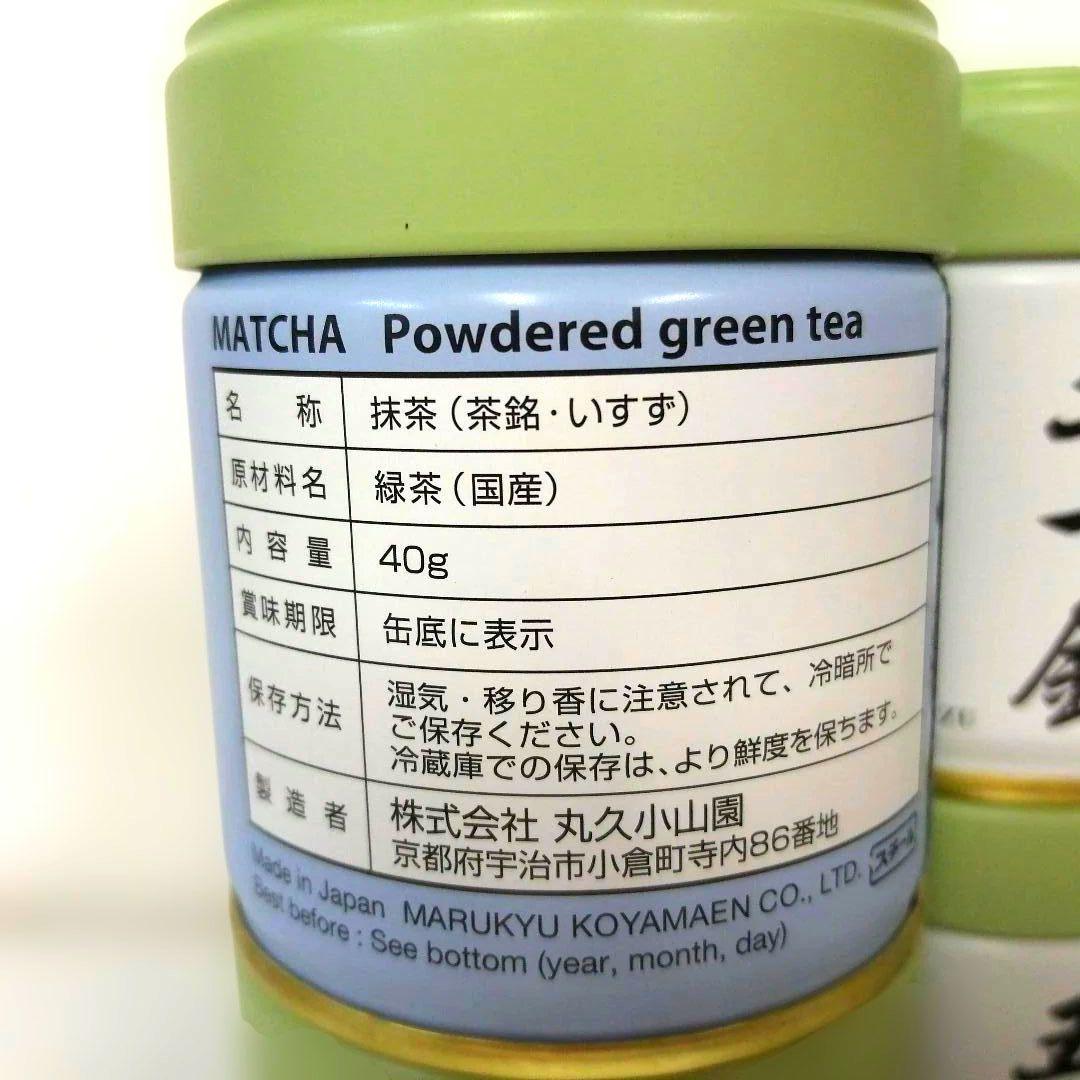 MATCHA Powdered green tea
名称 抹茶（茶銘・いすず）
原材料名 緑茶（国産）
内容量 40g
賞味期限 缶底に表示
保存方法 湿気・移り香に注意されて、冷暗所で
ご保存ください。
冷蔵庫での保存は、より鮮度を保ちます。
製造者 株式会社 丸久小山園
京都府宇治市小倉町寺内86番地
スチール
Made in Japan MARUKYU KOYAMAEN CO., LTD.
Best before : See bottom (year, month, day)